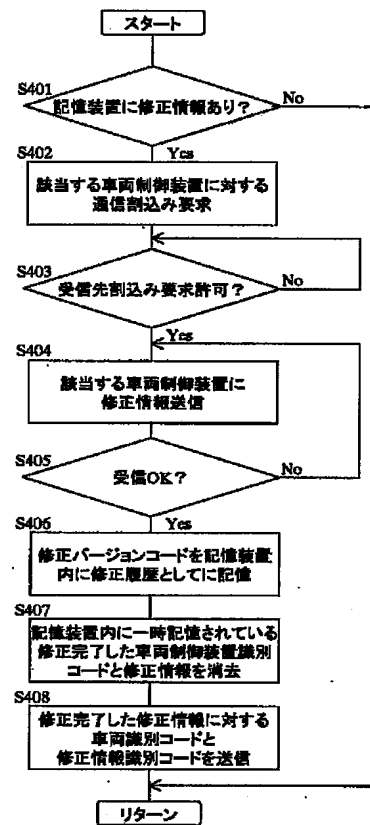 スタート
S401
記憶装置に修正情報あり?
No
Yes
S402
該当する車両制御装置に対する
通信割込み要求
S403
受信先割込み要求許可?
No
Yes
S404
該当する車両制御装置に
修正情報送信
S405
受信OK?
No
Yes
S406
修正バージョンコードを記憶装置
内に修正履歴としてに記憶
S407
記憶装置内に一時記憶されている
修正完了した車両制御装置識別
コードと修正情報を消去
S408
修正完了した修正情報に対する
車両識別コードと
修正情報識別コードを送信
リターン